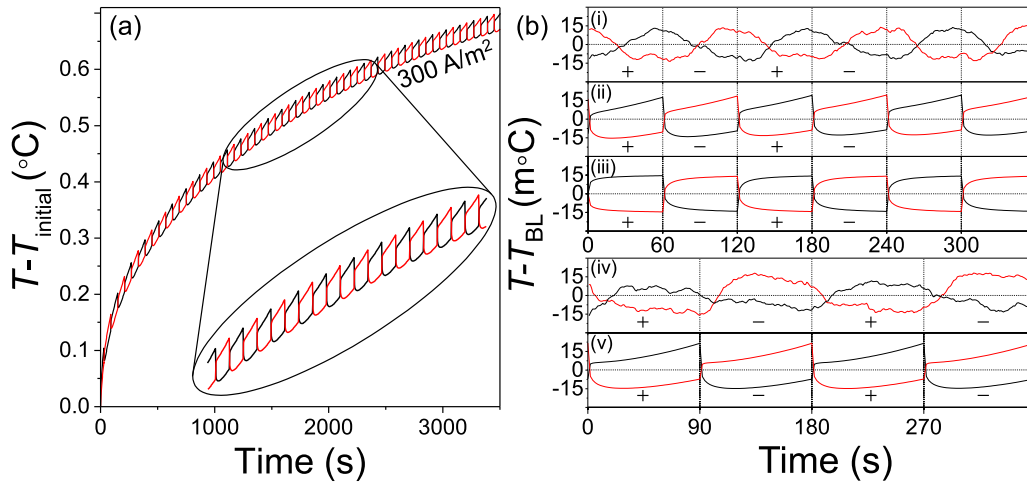 (a)
300 A/m²
T-Tinitial (°C)
0.6
0.5
0.4
0.3
0.2
0.1
0.0
0 1000 2000 3000
Time (s)
(b)
T-TBL (m°C)
15 (i)
0
-15 + − + −
15 (ii)
0
-15 + − + −
15 (iii)
0
-15 + − + −
0 60 120 180 240 300
15 (iv)
0
-15 + − + −
15 (v)
0
-15 + − + −
0 90 180 270
Time (s)